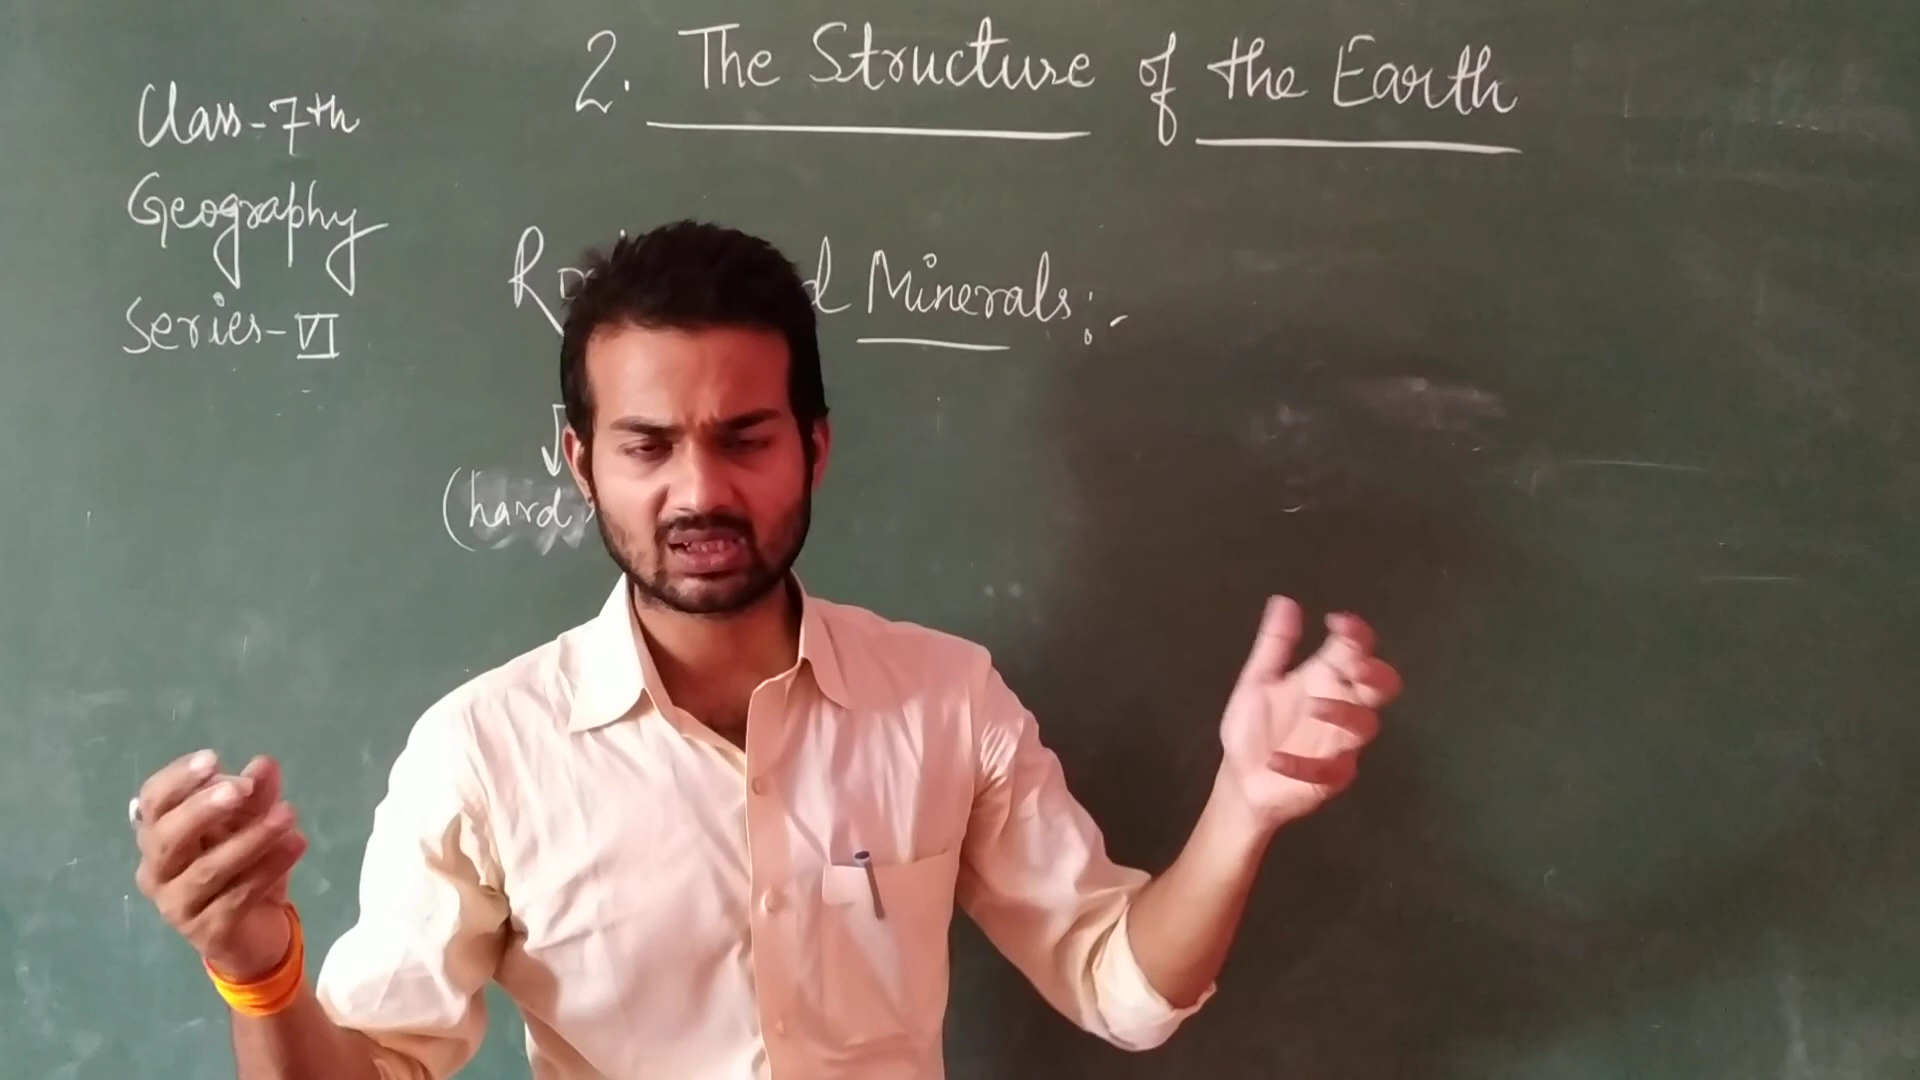 2. The Structure of the Earth
Class-7th
Geography
Series-VI
Minerals:-
(hard